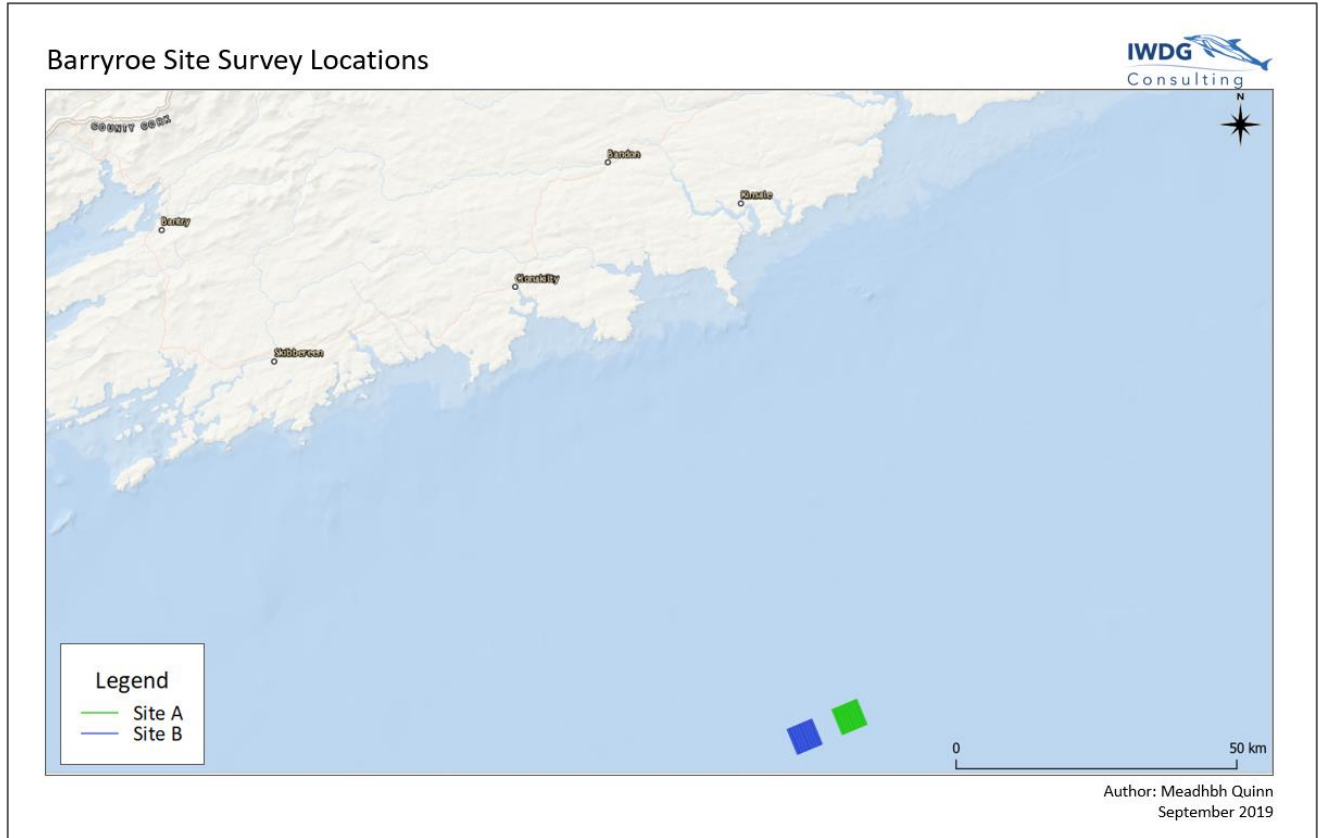 Barryroe Site Survey Locations
IWDG
Consulting
N
COUNTY CORK
Bandon
Kinsale
Bantry
Clonakilty
Skibbereen
Legend
Site A
Site B
0 50 km
Author: Meadhbh Quinn
September 2019